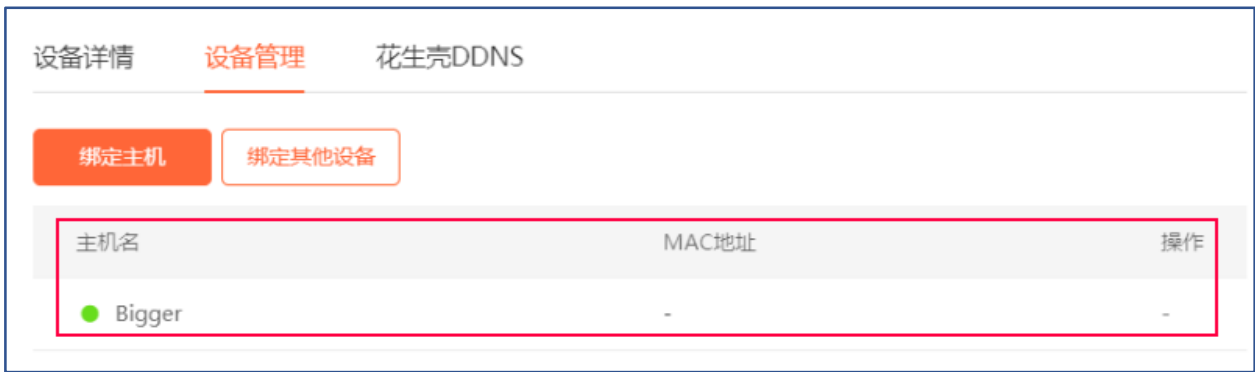 设备详情 设备管理 花生壳DDNS
绑定主机 绑定其他设备
主机名 MAC地址 操作
Bigger - -